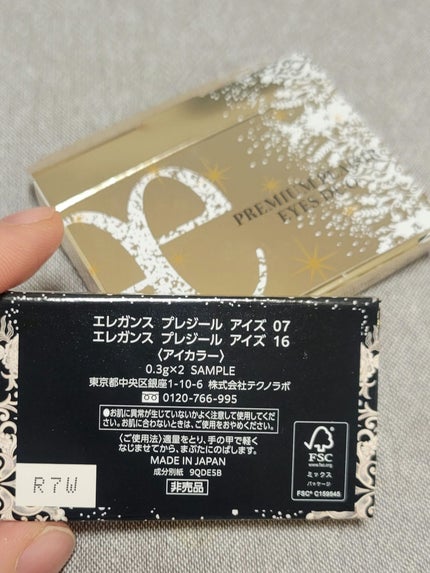 PREMIUM PLAISIR
EYES DUO
エレガンス プレジール アイズ 07
エレガンス プレジール アイズ 16
〈アイカラー〉
0.3g×2 SAMPLE
東京都中央区銀座1-10-6 株式会社テクノラボ
0120-766-995
●お肌に異常が生じていないかよく注意して使用してくだ
さい。お肌に合わないときは、ご使用をおやめください。
〈ご使用法〉適量をとり、手の甲で軽く
なじませてから、まぶたにのばします。
MADE IN JAPAN
成分別紙 9QDE5B
非売品
R7W
FSC
www.fsc.org
ミックス
パッケージ
FSC® C159545